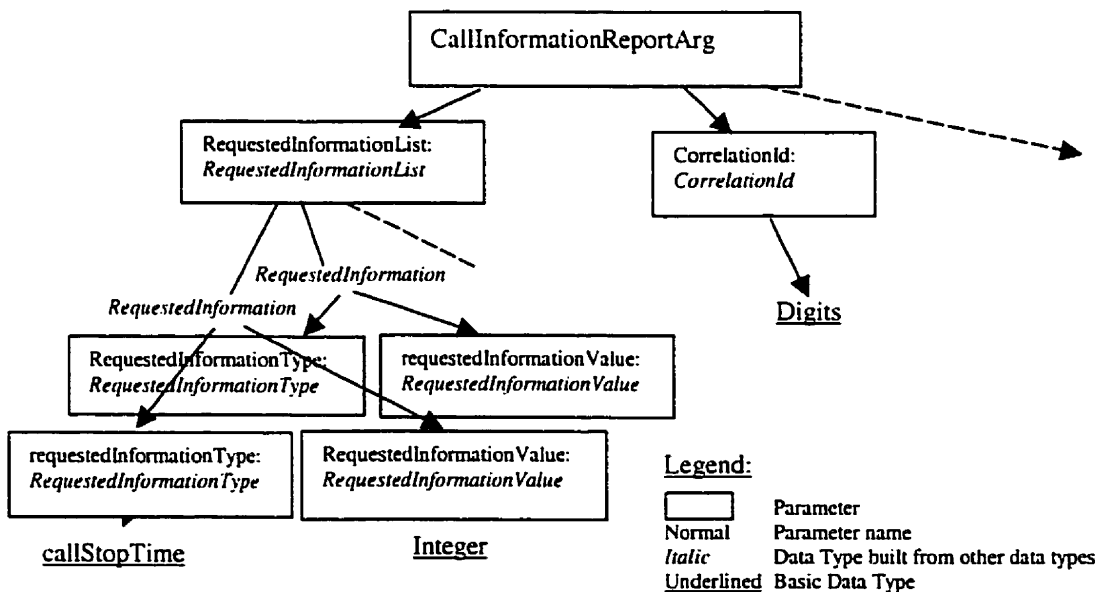 CallInformationReportArg
RequestedInformationList:
RequestedInformationList
CorrelationId:
CorrelationId
RequestedInformation
RequestedInformation
Digits
RequestedInformationType:
RequestedInformationType
requestedInformationValue:
RequestedInformationValue
requestedInformationType:
RequestedInformationType
RequestedInformationValue:
RequestedInformationValue
callStopTime
Integer
Legend:
Parameter
Normal Parameter name
Italic Data Type built from other data types
Underlined Basic Data Type